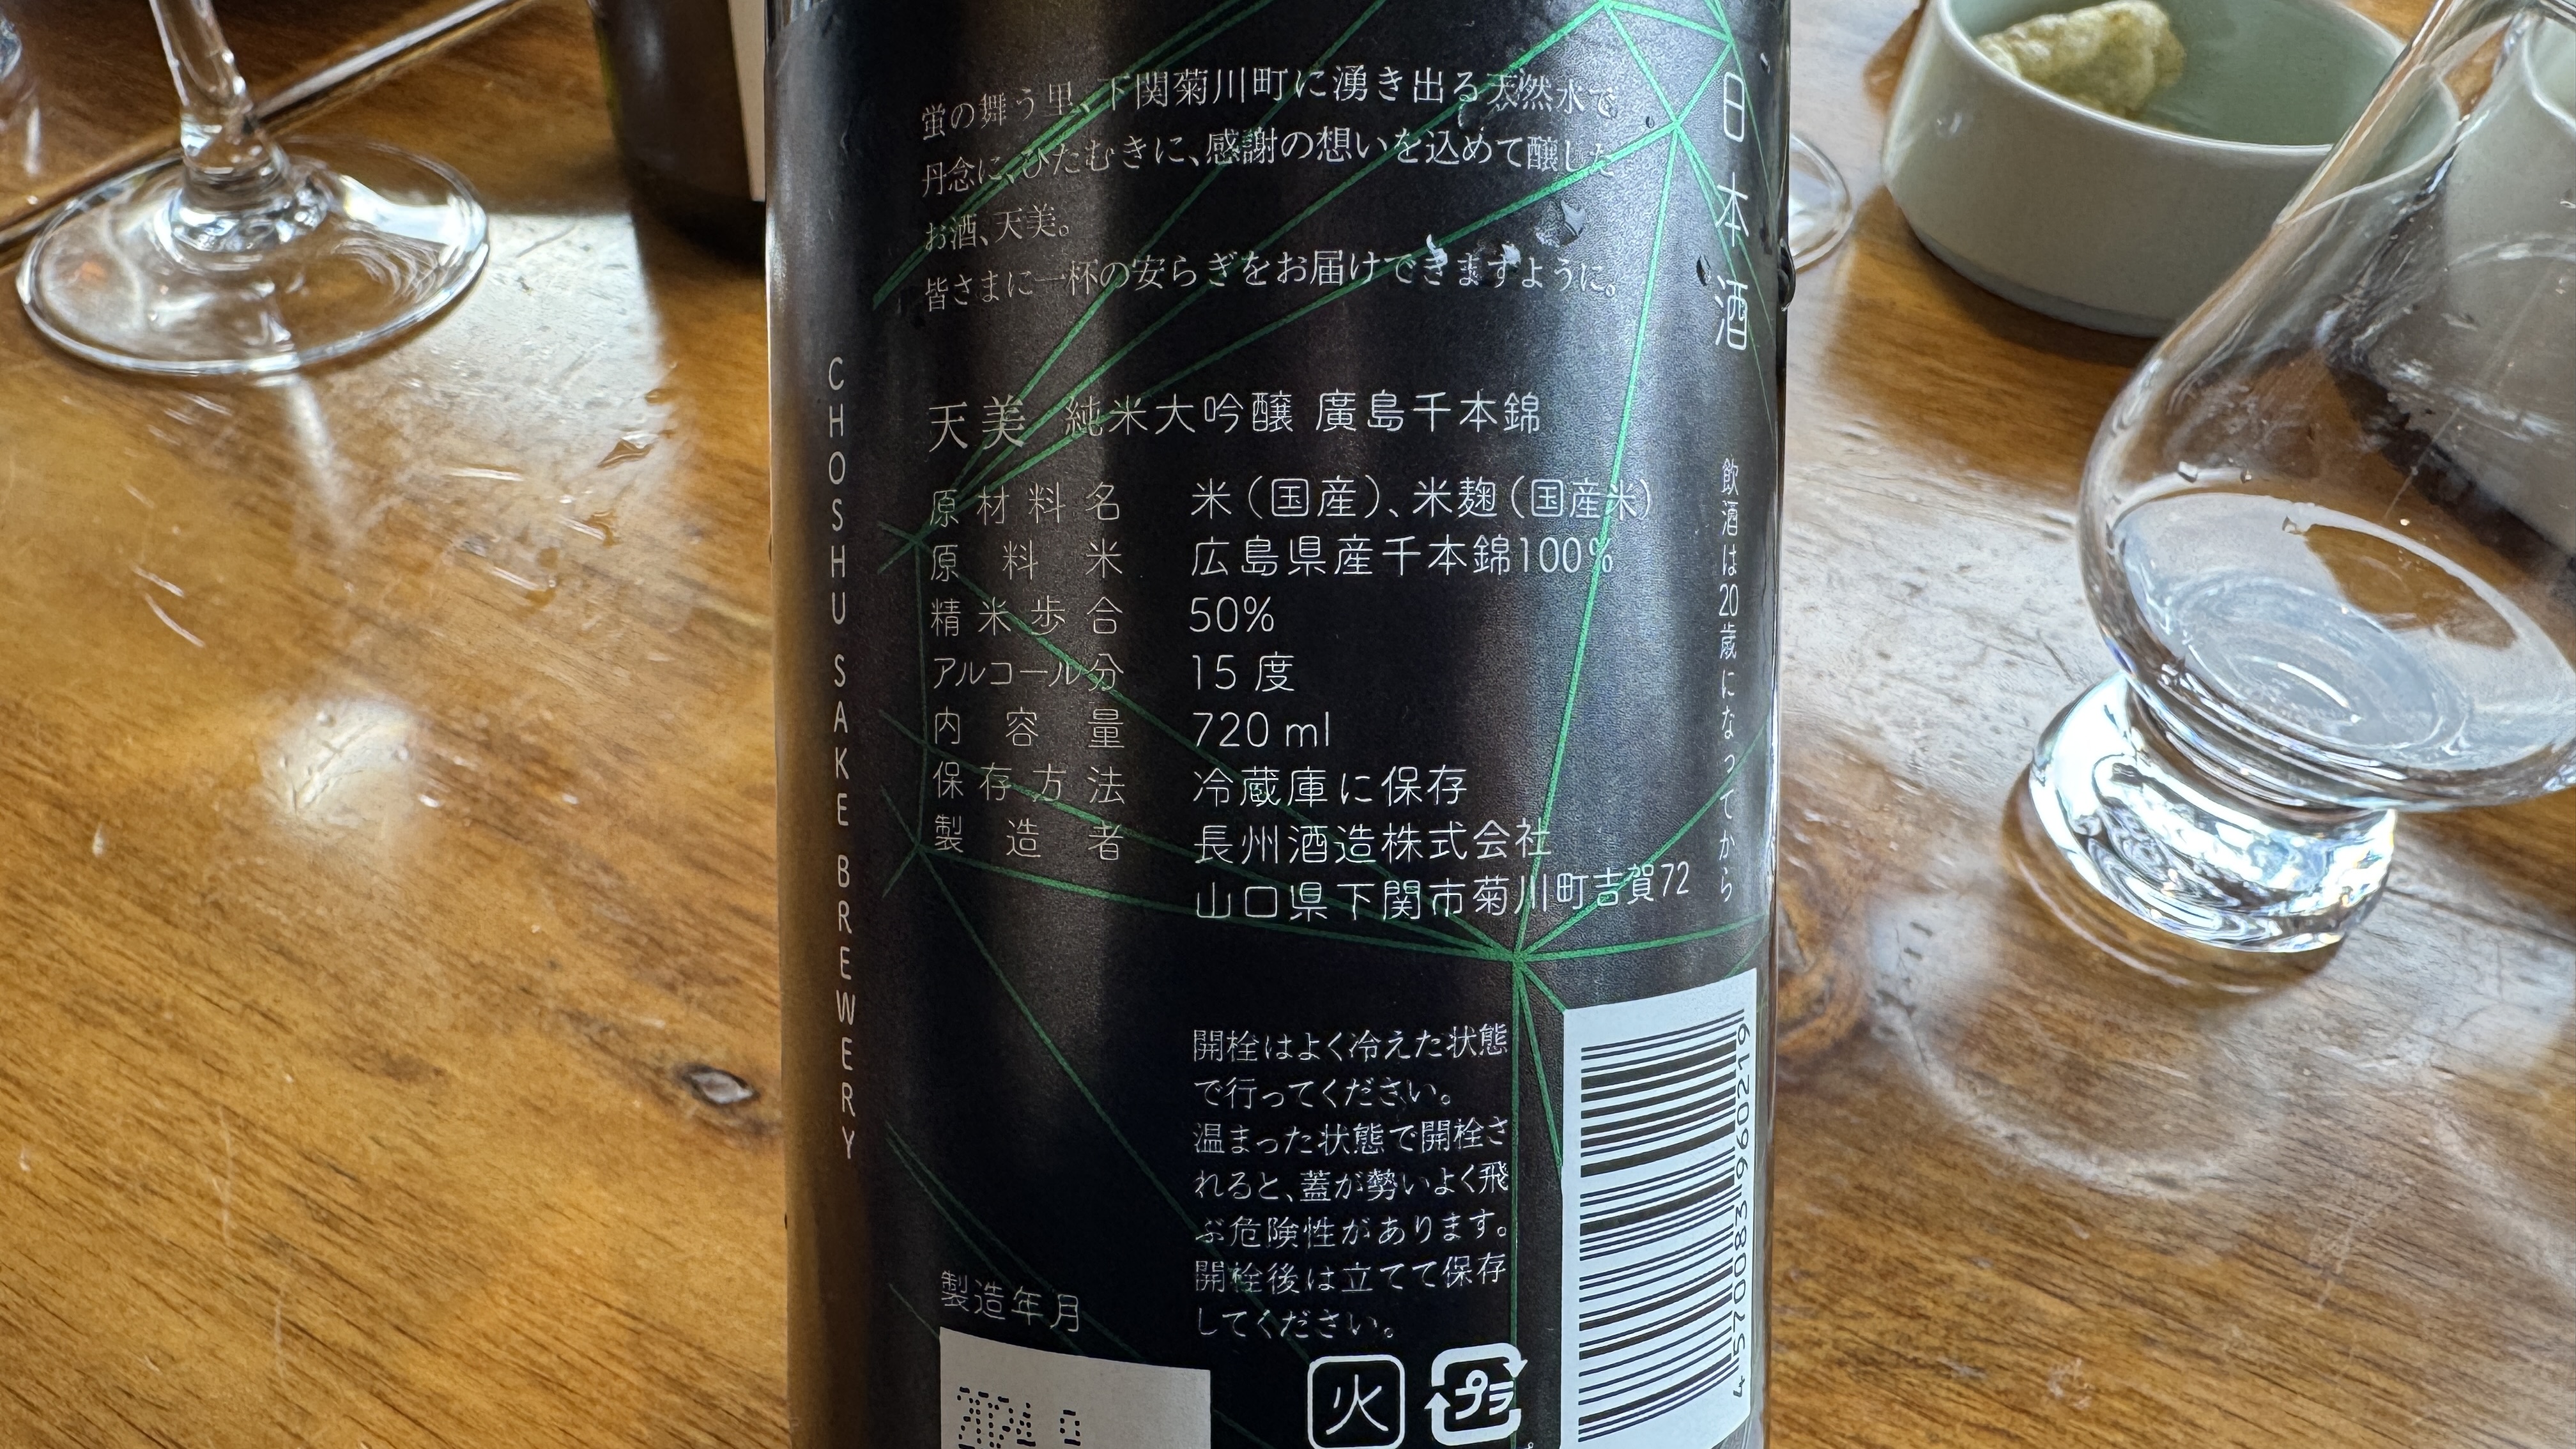 蛍の舞う里、下関菊川町に湧き出る天然水で
丹念に、ひたむきに、感謝の想いを込めて醸した
お酒、天美。
皆さまに一杯の安らぎをお届けできますように。
日本酒
天美 純米大吟醸 廣島千本錦
原材料名 米(国産)、米麹(国産米)
原料米 広島県産千本錦100%
精米歩合 50%
アルコール分 15度
内容量 720 ml
保存方法 冷蔵庫に保存
製造者 長州酒造株式会社
山口県下関市菊川町吉賀72
飲酒は20歳になってから
CHOSHU SAKE BREWERY
開栓はよく冷えた状態
で行ってください。
温まった状態で開栓さ
れると、蓋が勢いよく飛
ぶ危険性があります。
開栓後は立てて保存
してください。
製造年月
火
プラ
4570083960219